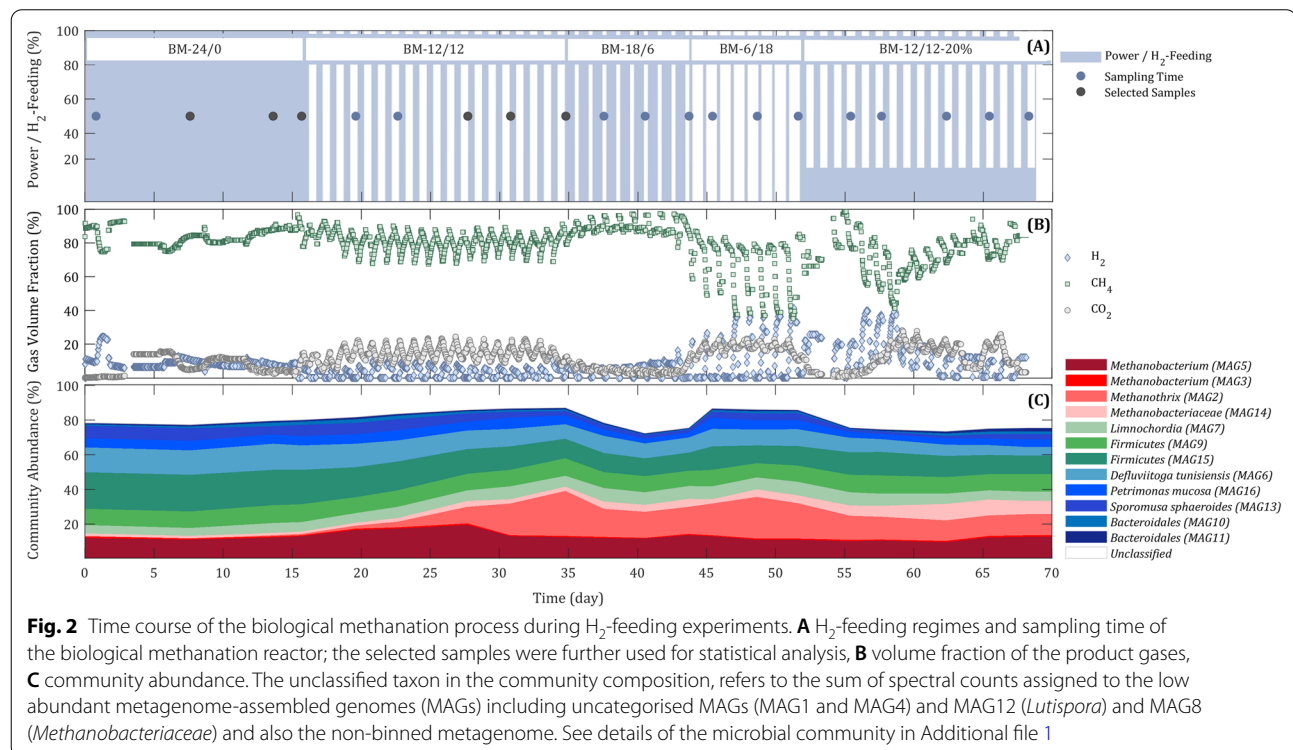 100
80
60
40
20
Power / H2-Feeding (%)
BM-24/0
BM-12/12
BM-18/6
BM-6/18
BM-12/12-20%
(A)
Power / H2-Feeding
Sampling Time
Selected Samples
100
80
60
40
20
Gas Volume Fraction (%)
(B)
H2
CH4
CO2
100
80
60
40
20
Community Abundance (%)
(C)
Methanobacterium (MAG5)
Methanobacterium (MAG3)
Methanothrix (MAG2)
Methanobacteriaceae (MAG14)
Limnochordia (MAG7)
Firmicutes (MAG9)
Firmicutes (MAG15)
Defluviitoga tunisiensis (MAG6)
Petrimonas mucosa (MAG16)
Sporomusa sphaeroides (MAG13)
Bacteroidales (MAG10)
Bacteroidales (MAG11)
Unclassified
0 5 10 15 20 25 30 35 40 45 50 55 60 65 70
Time (day)
Fig. 2 Time course of the biological methanation process during H2-feeding experiments. A H2-feeding regimes and sampling time of
the biological methanation reactor; the selected samples were further used for statistical analysis, B volume fraction of the product gases,
C community abundance. The unclassified taxon in the community composition, refers to the sum of spectral counts assigned to the low
abundant metagenome-assembled genomes (MAGs) including uncategorised MAGs (MAG1 and MAG4) and MAG12 (Lutispora) and MAG8
(Methanobacteriaceae) and also the non-binned metagenome. See details of the microbial community in Additional file 1